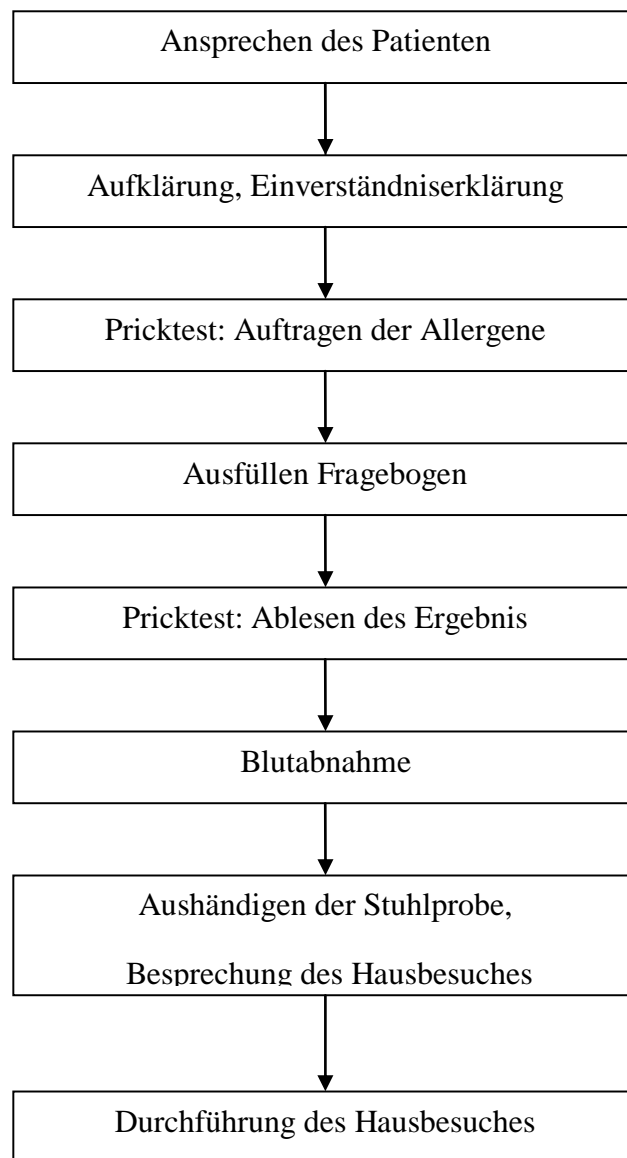 Ansprechen des Patienten
Aufklärung, Einverständniserklärung
Pricktest: Auftragen der Allergene
Ausfüllen Fragebogen
Pricktest: Ablesen des Ergebnis
Blutabnahme
Aushändigen der Stuhlprobe,
Besprechung des Hausbesuches
Durchführung des Hausbesuches